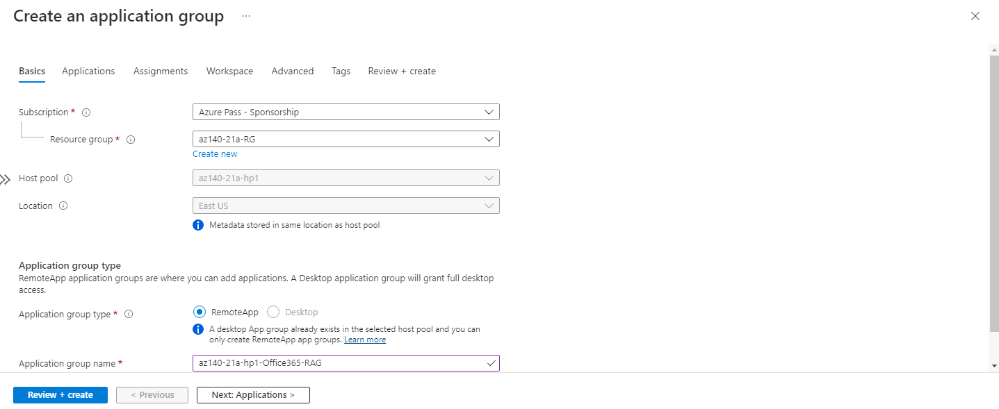 Create an application group ...
Basics Applications Assignments Workspace Advanced Tags Review + create
Subscription * Azure Pass - Sponsorship
Resource group * az140-21a-RG
Create new
Host pool az140-21a-hp1
Location East US
Metadata stored in same location as host pool
Application group type
RemoteApp application groups are where you can add applications. A Desktop application group will grant full desktop
access.
Application group type * RemoteApp Desktop
A desktop App group already exists in the selected host pool and you can
only create RemoteApp app groups. Learn more
Application group name * az140-21a-hp1-Office365-RAG
Review + create < Previous Next: Applications >